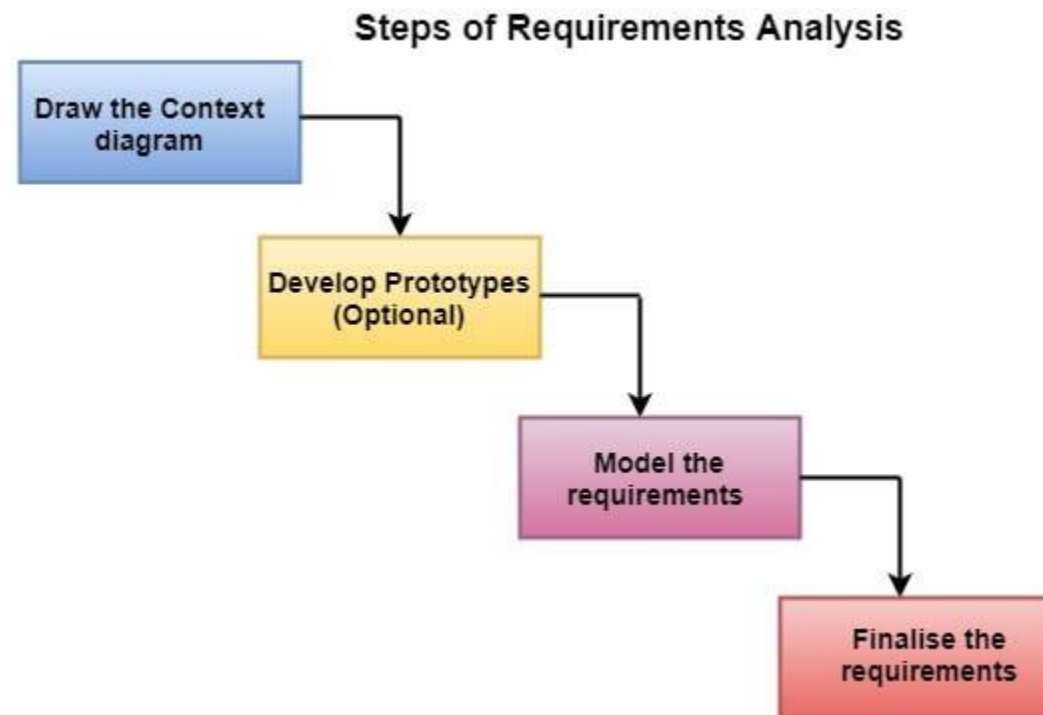 Steps of Requirements Analysis
Draw the Context
diagram
Develop Prototypes
(Optional)
Model the
requirements
Finalise the
requirements